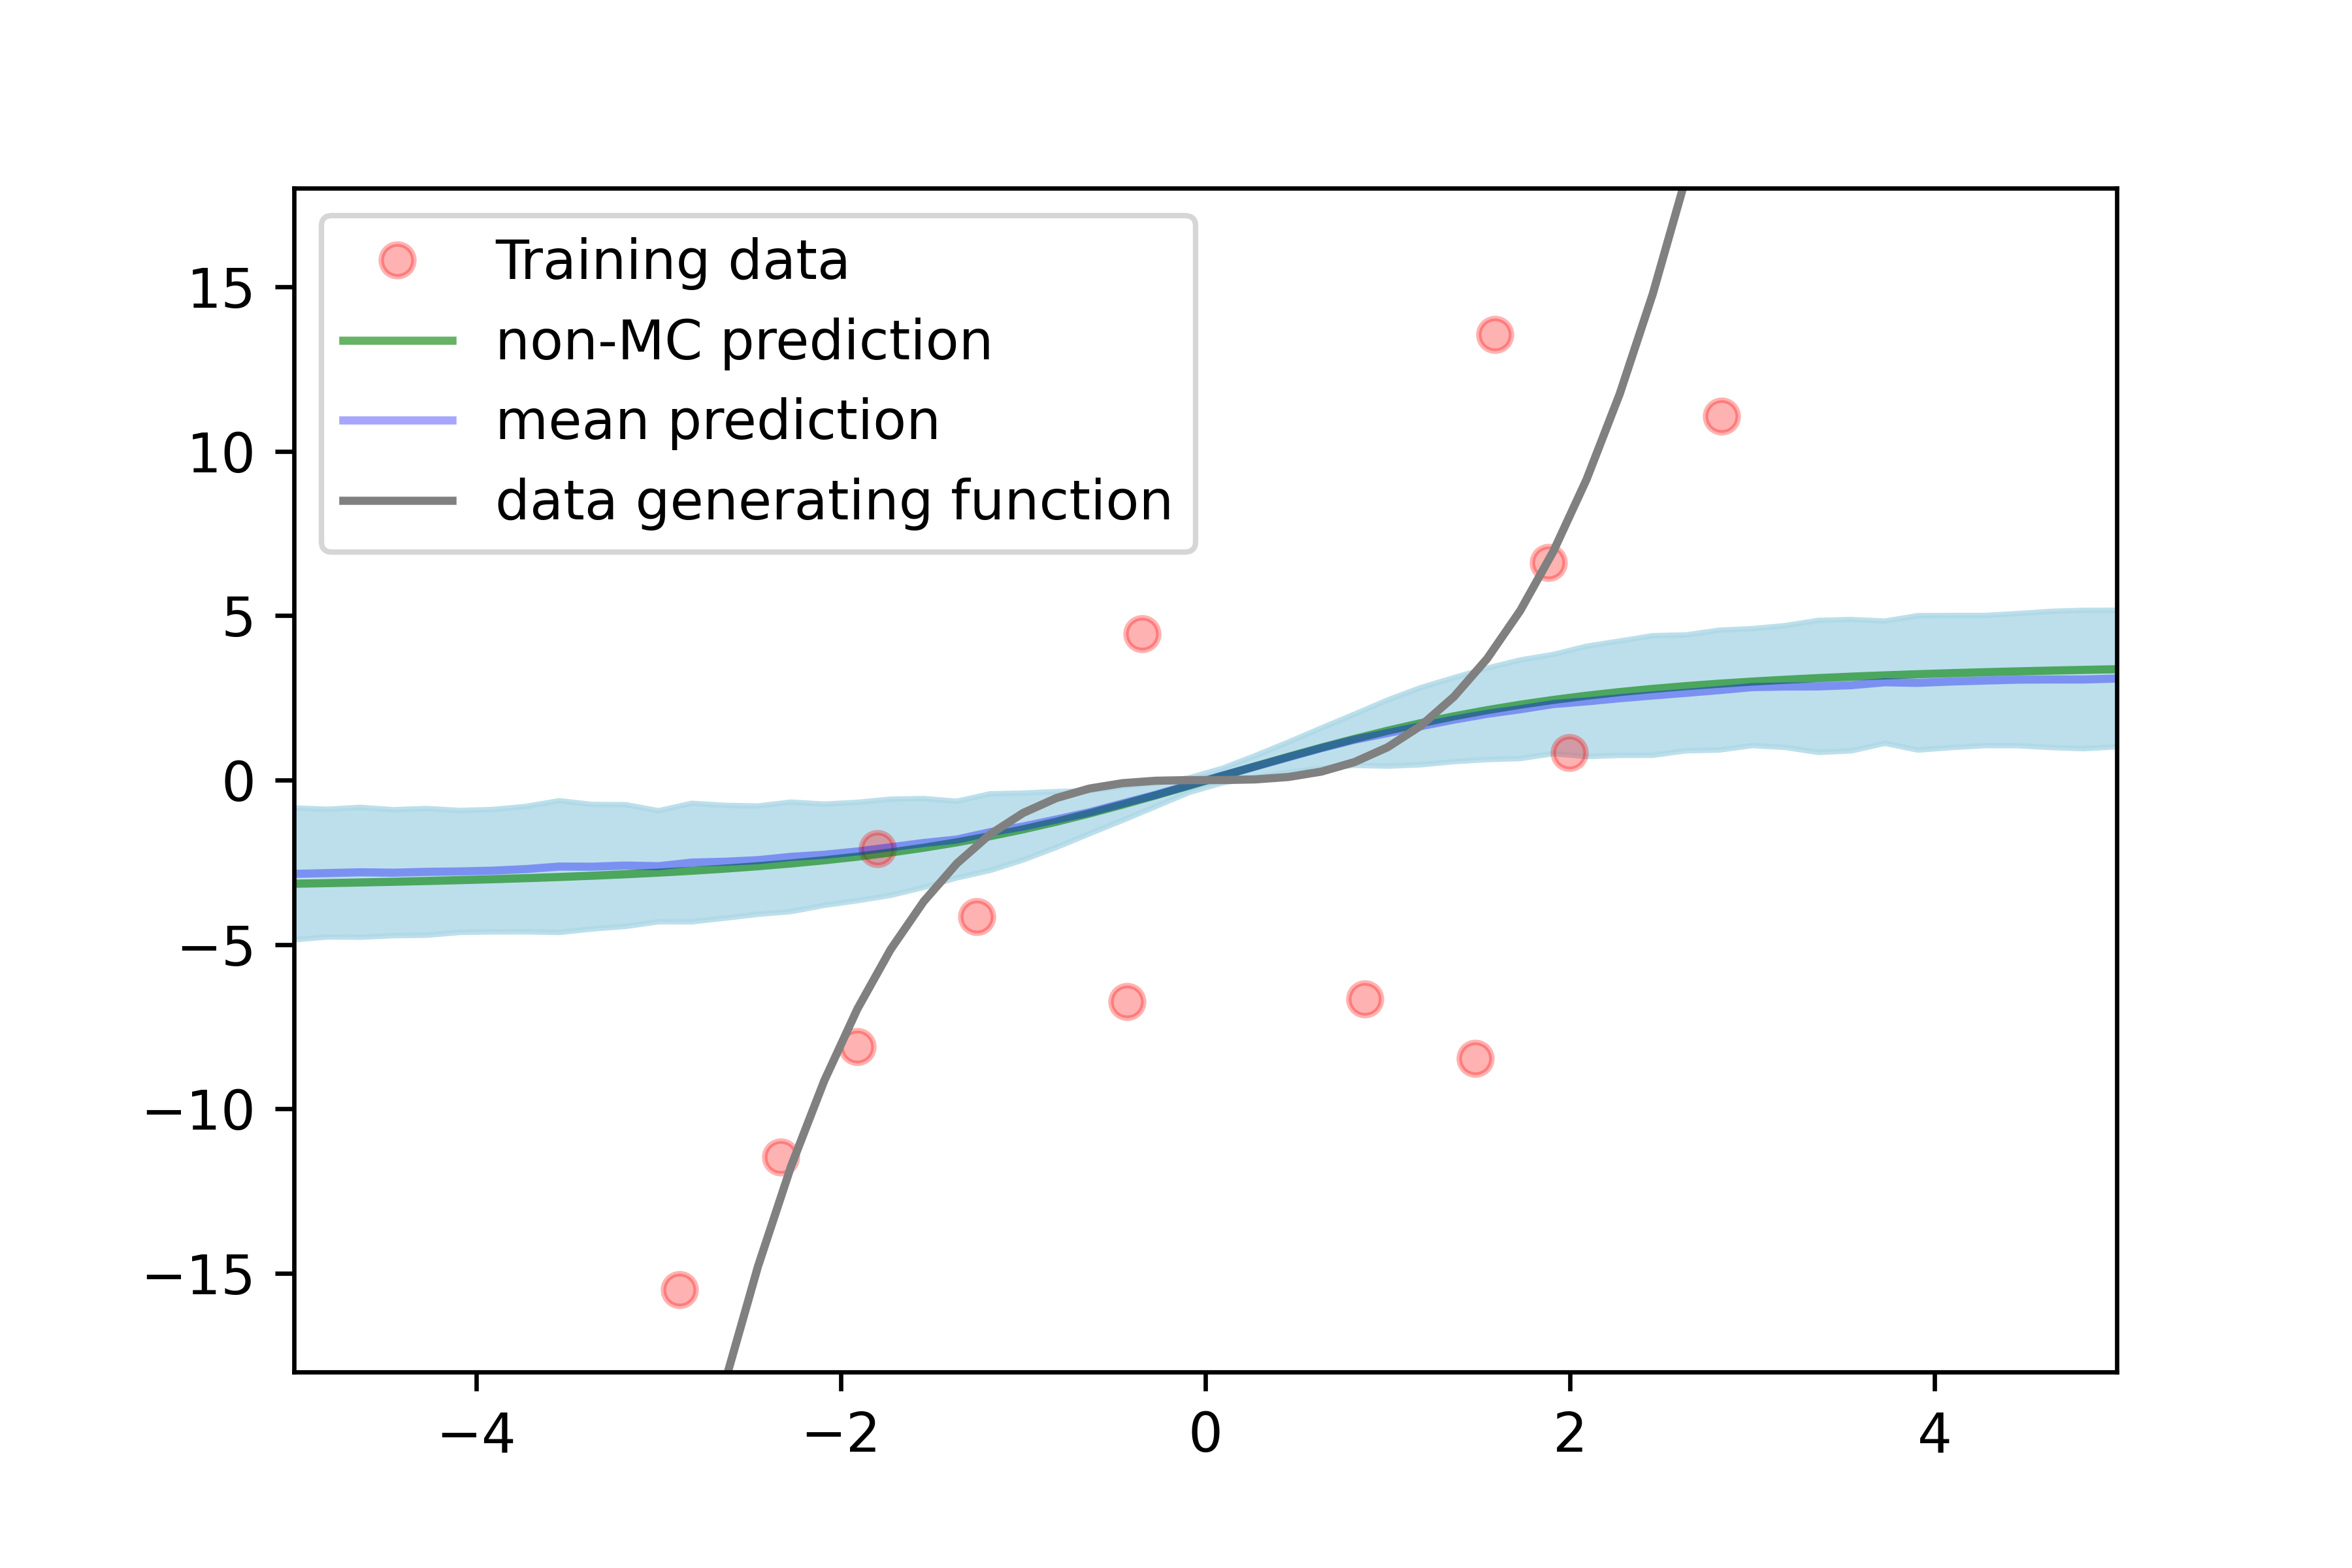 Training data
non-MC prediction
mean prediction
data generating function
15
10
5
0
−5
−10
−15
−4 −2 0 2 4